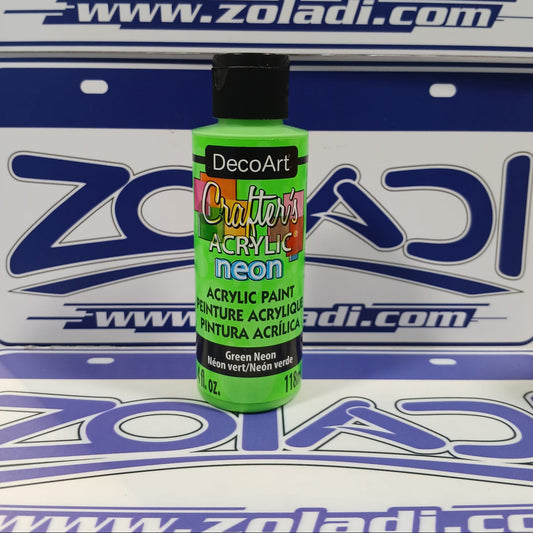 www.zoladi.com
ZOLADI
www.zoladi.com
DecoArt
Crafter's
ACRYLIC®
neon
ACRYLIC PAINT
PEINTURE ACRYLIQUE
PINTURA ACRÍLICA
Green Neon
Néon vert/Neón verde
fl. oz. 118
ZOLADI
www.zoladi.com